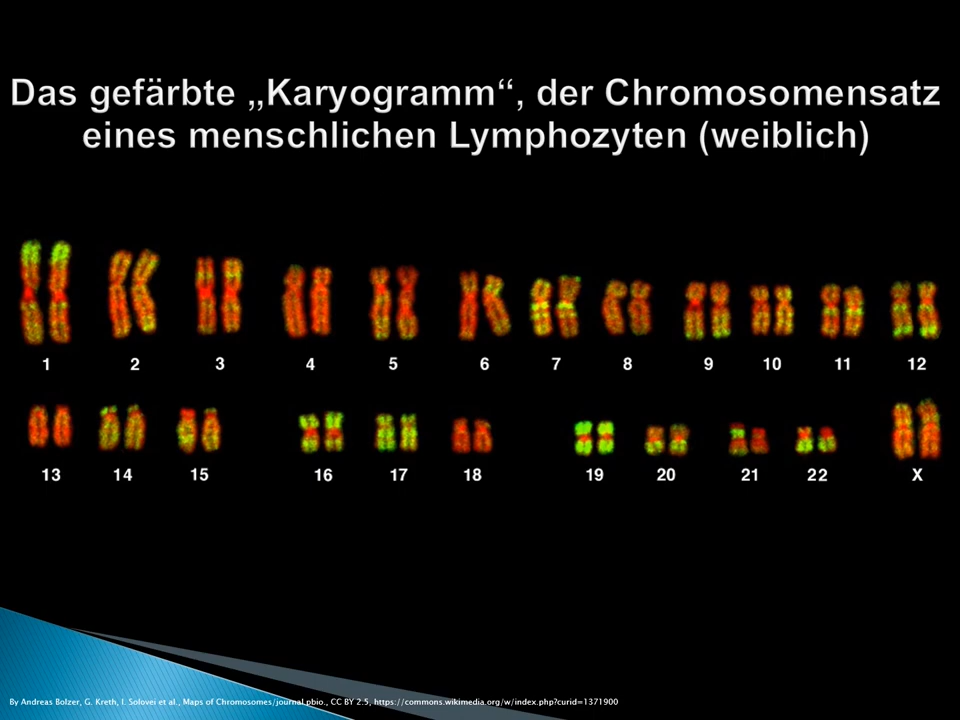 Das gefärbte „Karyogramm“, der Chromosomensatz
eines menschlichen Lymphozyten (weiblich)
1 2 3 4 5 6 7 8 9 10 11 12
13 14 15 16 17 18 19 20 21 22 X
By Andreas Bolzer, G. Kreth, I. Solovei et al., Maps of Chromosomes/journal.pbio., CC BY 2.5, https://commons.wikimedia.org/w/index.php?curid=1371900